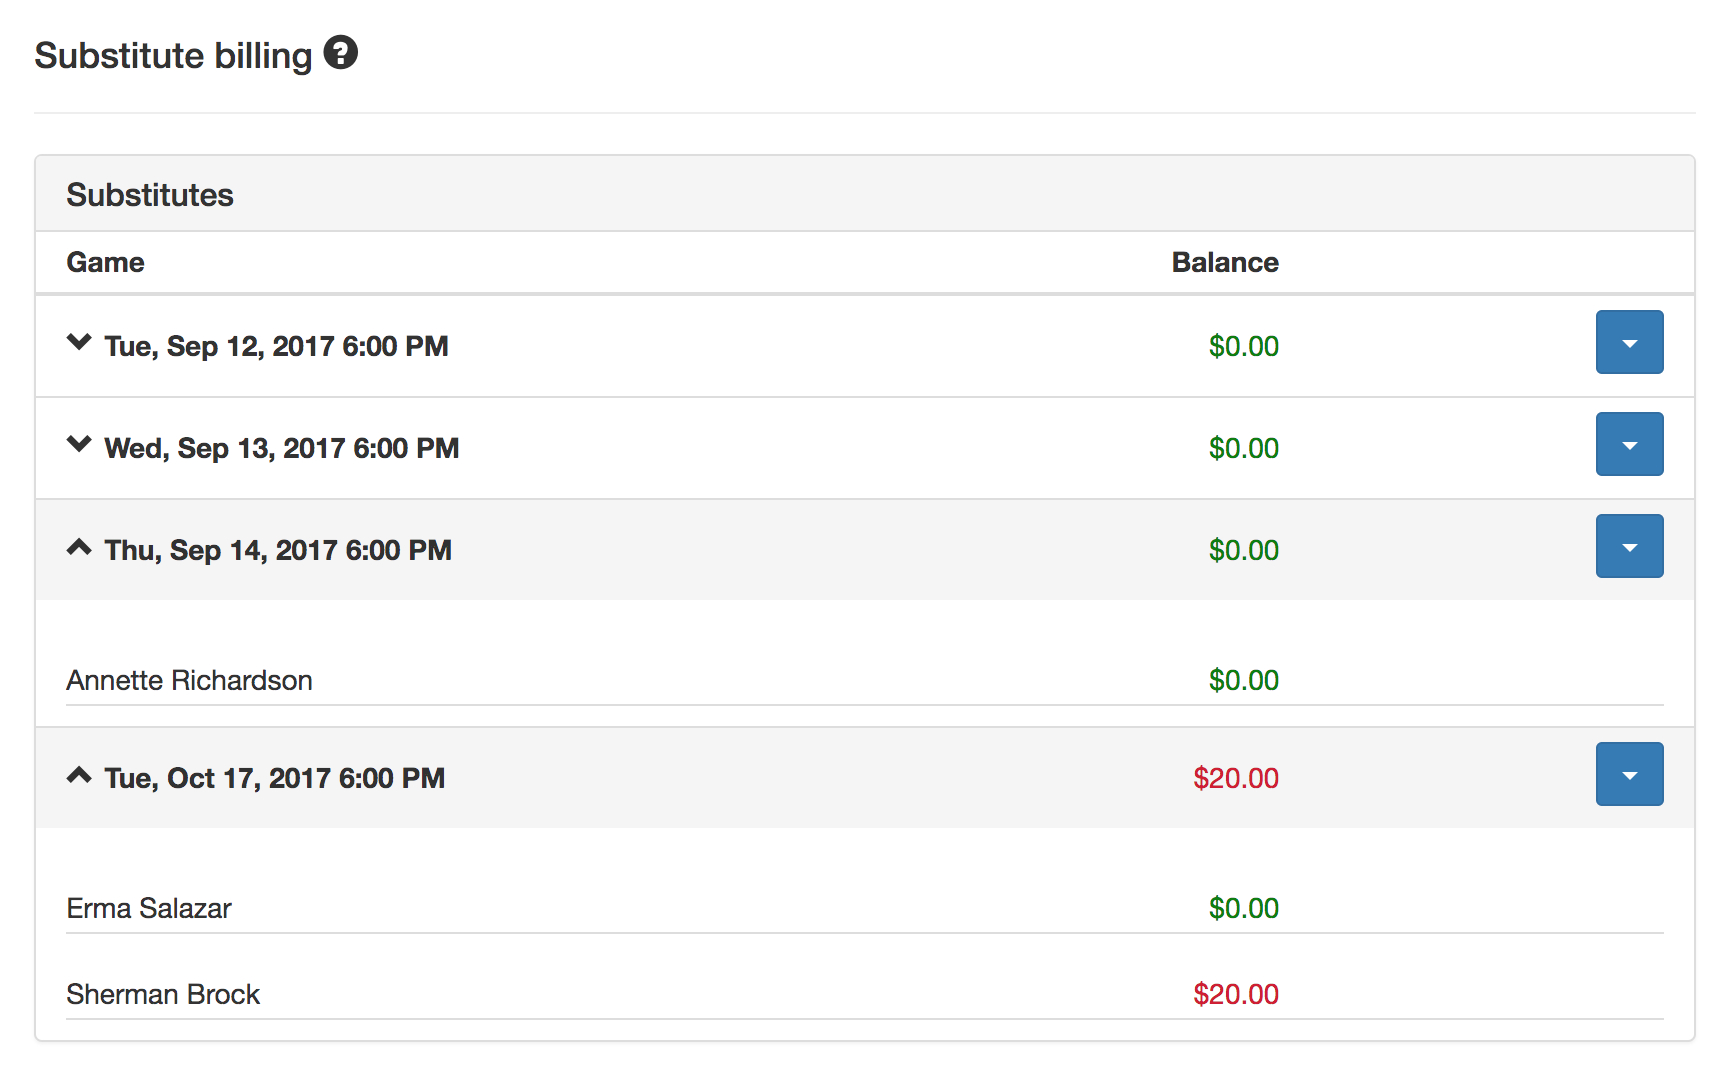 Substitute billing ?
Substitutes
Game Balance
Tue, Sep 12, 2017 6:00 PM $0.00
Wed, Sep 13, 2017 6:00 PM $0.00
Thu, Sep 14, 2017 6:00 PM $0.00
Annette Richardson $0.00
Tue, Oct 17, 2017 6:00 PM $20.00
Erma Salazar $0.00
Sherman Brock $20.00